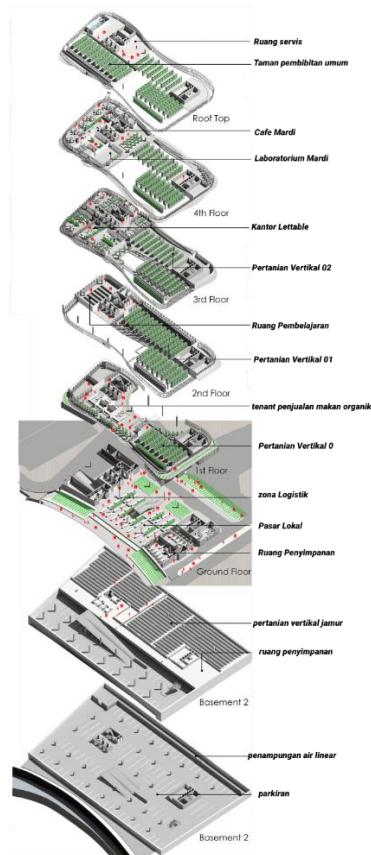 Ruang servis
Taman pembibitan umum
Roof Top
Cafe Mardi
Laboratorium Mardi
4th Floor
Kantor Lettable
Pertanian Vertikal 02
3rd Floor
Ruang Pembelajaran
Pertanian Vertikal 01
2nd Floor
tenant penjualan makan organik
Pertanian Vertikal 0
1st Floor
zona Logistik
Pasar Lokal
Ruang Penyimpanan
Ground Floor
pertanian vertikal jamur
ruang penyimpanan
Basement 2
penampungan air linear
parkiran
Basement 2